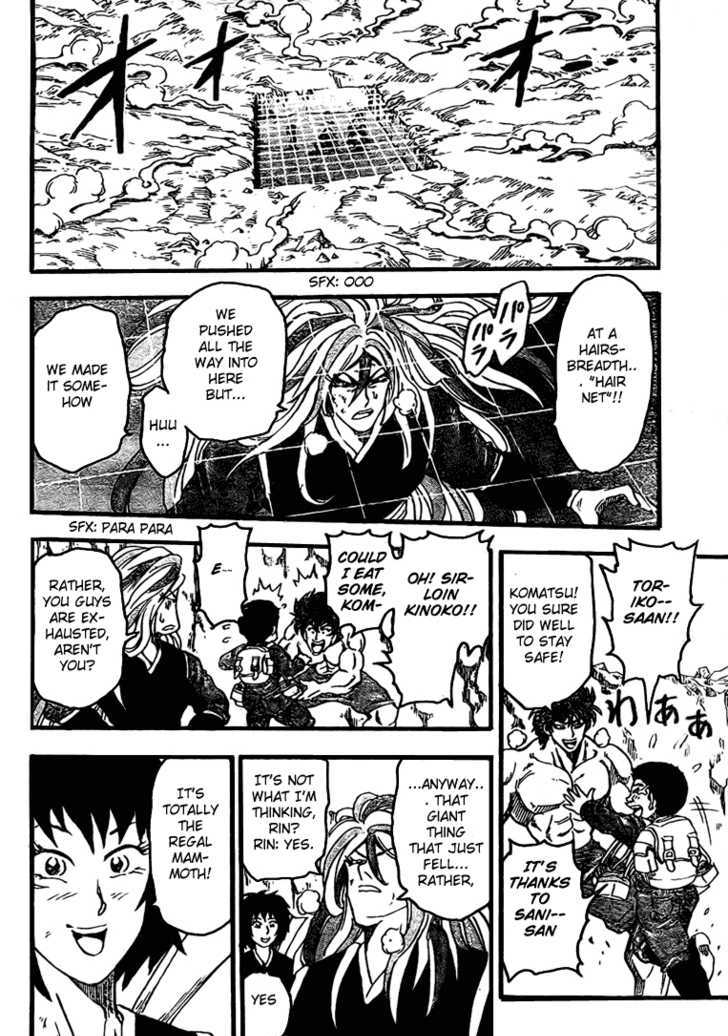 オ オ オ
SFX: OOO
AT A
HAIRS-
BREADTH..
. "HAIR
NET"!!
パラ
パラ
WE
PUSHED
ALL THE
WAY INTO
HERE
BUT...
HUU
...
WE MADE
IT SOME-
HOW
SFX: PARA PARA
TOR-
IKO--
SAAN!!
KOMATSU!
YOU SURE
DID WELL
TO STAY
SAFE!
わぁぁ
IT'S
THANKS
TO
SANI--
SAN
OH! SIR-
LOIN
KINOKO!!
COULD
I EAT
SOME,
KOM-
E...
RATHER,
YOU GUYS
ARE EX-
HAUSTED,
AREN'T
YOU?
...ANYWAY..
. THAT
GIANT
THING
THAT JUST
FELL...
RATHER,
IT'S NOT
WHAT I'M
THINKING,
RIN?
RIN: YES.
YES
IT'S
TOTALLY
THE
REGAL
MAM-
MOTH!